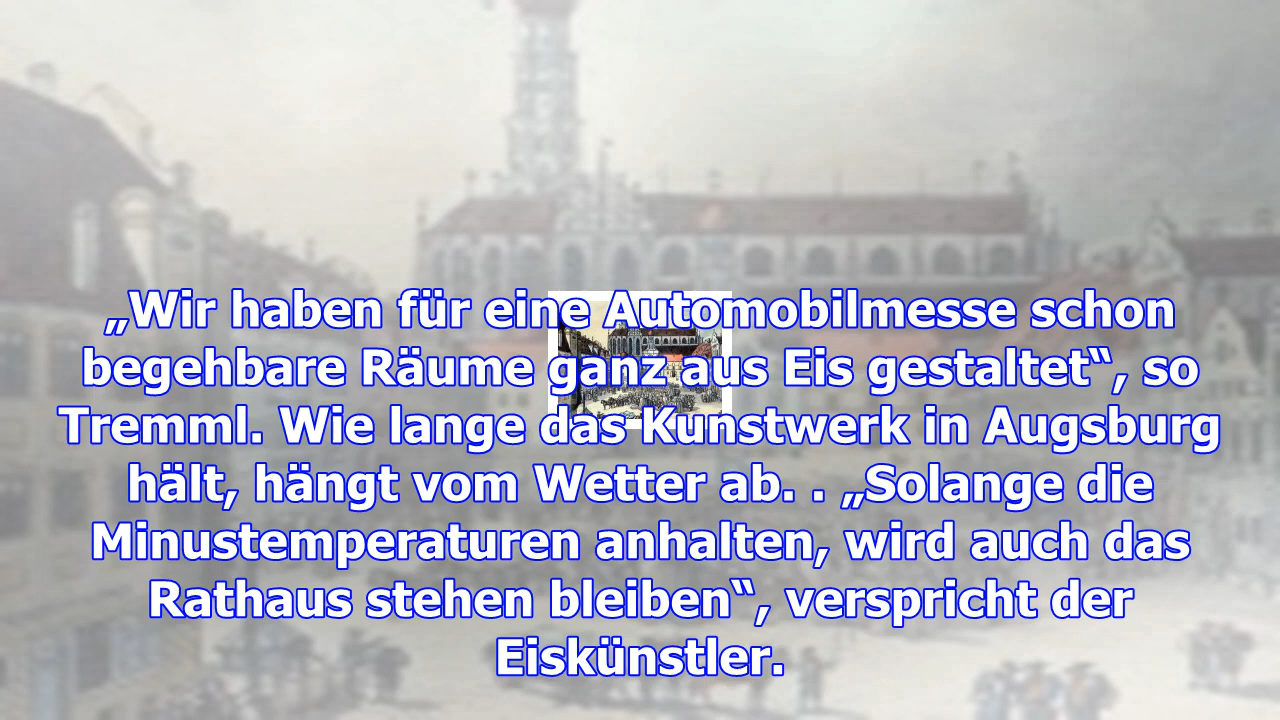 „Wir haben für eine Automobilmesse schon
begehbare Räume ganz aus Eis gestaltet“, so
Tremml. Wie lange das Kunstwerk in Augsburg
hält, hängt vom Wetter ab. . „Solange die
Minustemperaturen anhalten, wird auch das
Rathaus stehen bleiben“, verspricht der
Eiskünstler.